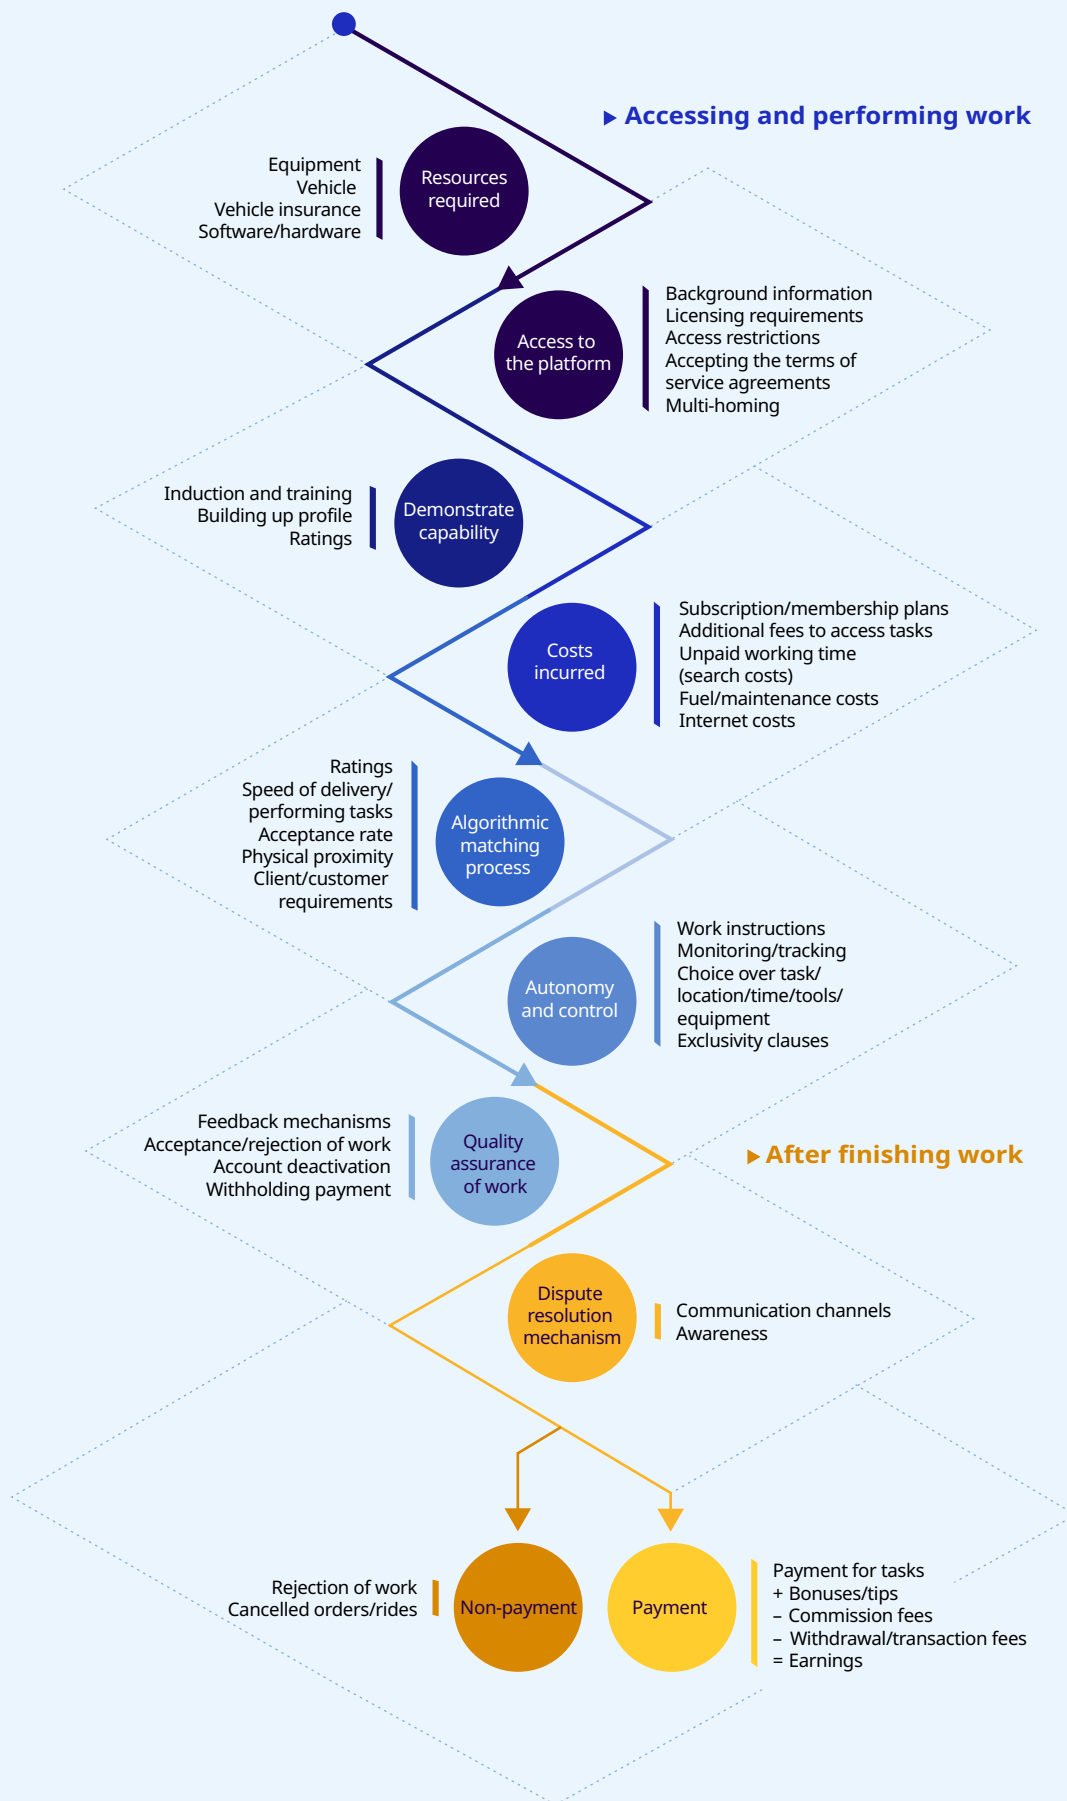 Accessing and performing work
Equipment
Vehicle
Vehicle insurance
Software/hardware
Resources
required
Access to
the platform
Background information
Licensing requirements
Access restrictions
Accepting the terms of
service agreements
Multi-homing
Induction and training
Building up profile
Ratings
Demonstrate
capability
Costs
incurred
Subscription/membership plans
Additional fees to access tasks
Unpaid working time
(search costs)
Fuel/maintenance costs
Internet costs
Ratings
Speed of delivery/
performing tasks
Acceptance rate
Physical proximity
Client/customer
requirements
Algorithmic
matching
process
Autonomy
and control
Work instructions
Monitoring/tracking
Choice over task/
location/time/tools/
equipment
Exclusivity clauses
Feedback mechanisms
Acceptance/rejection of work
Account deactivation
Withholding payment
Quality
assurance
of work
After finishing work
Dispute
resolution
mechanism
Communication channels
Awareness
Rejection of work
Cancelled orders/rides
Non-payment
Payment
Payment for tasks
+ Bonuses/tips
– Commission fees
– Withdrawal/transaction fees
= Earnings